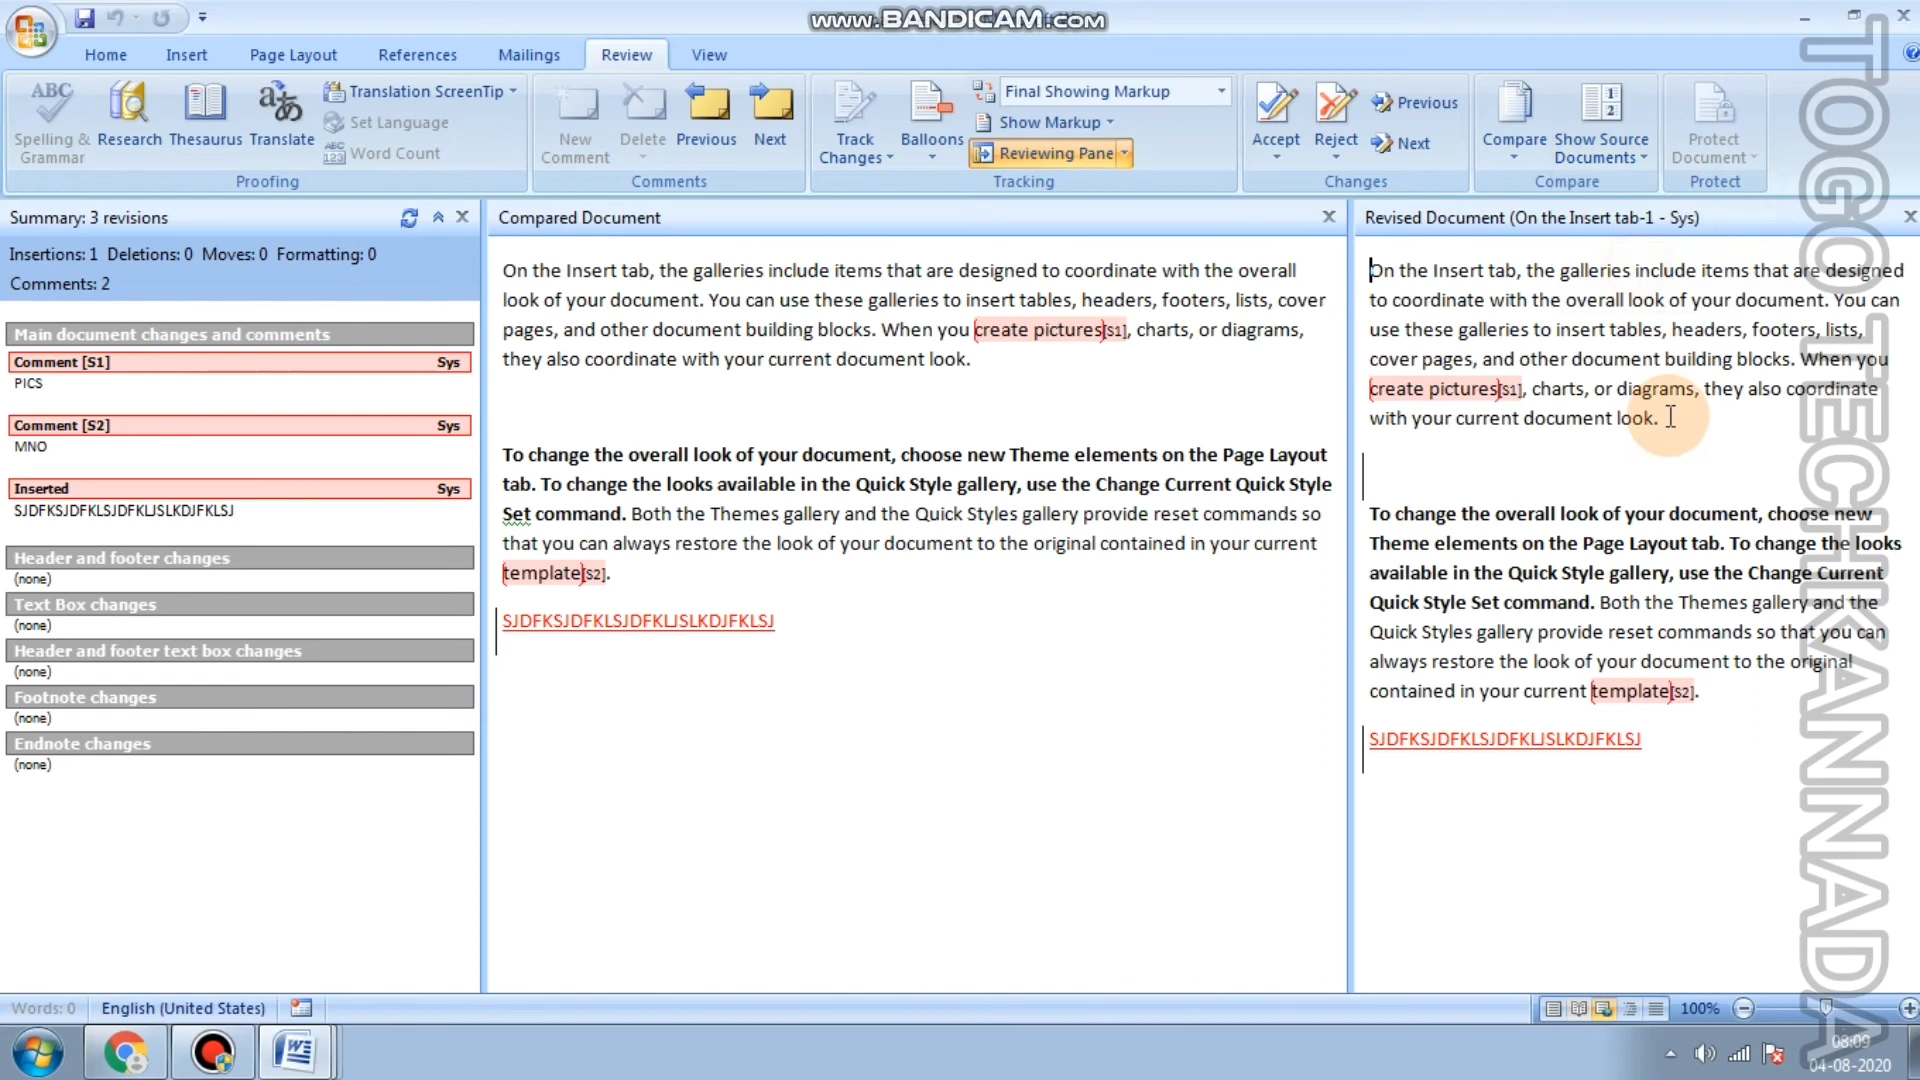 www.BANDICAM.com
Home Insert Page Layout References Mailings Review View
Spelling & Grammar
Research
Thesaurus
Translate
Translation ScreenTip
Set Language
Word Count
Proofing
New Comment
Delete
Previous
Next
Comments
Track Changes
Balloons
Final Showing Markup
Show Markup
Reviewing Pane
Tracking
Accept
Reject
Previous
Next
Changes
Compare
Show Source Documents
Compare
Protect Document
Protect
Summary: 3 revisions
Insertions: 1 Deletions: 0 Moves: 0 Formatting: 0
Comments: 2
Main document changes and comments
Comment [S1] Sys
PICS
Comment [S2] Sys
MNO
Inserted Sys
SJDFKSJDFKLSJDFKLJSLKDJFKLSJ
Header and footer changes
(none)
Text Box changes
(none)
Header and footer text box changes
(none)
Footnote changes
(none)
Endnote changes
(none)
Compared Document
On the Insert tab, the galleries include items that are designed to coordinate with the overall
look of your document. You can use these galleries to insert tables, headers, footers, lists, cover
pages, and other document building blocks. When you create pictures[S1], charts, or diagrams,
they also coordinate with your current document look.
To change the overall look of your document, choose new Theme elements on the Page Layout
tab. To change the looks available in the Quick Style gallery, use the Change Current Quick Style
Set command. Both the Themes gallery and the Quick Styles gallery provide reset commands so
that you can always restore the look of your document to the original contained in your current
template[S2].
SJDFKSJDFKLSJDFKLJSLKDJFKLSJ
Revised Document (On the Insert tab-1 - Sys)
On the Insert tab, the galleries include items that are designed
to coordinate with the overall look of your document. You can
use these galleries to insert tables, headers, footers, lists,
cover pages, and other document building blocks. When you
create pictures[S1], charts, or diagrams, they also coordinate
with your current document look.
To change the overall look of your document, choose new
Theme elements on the Page Layout tab. To change the looks
available in the Quick Style gallery, use the Change Current
Quick Style Set command. Both the Themes gallery and the
Quick Styles gallery provide reset commands so that you can
always restore the look of your document to the original
contained in your current template[S2].
SJDFKSJDFKLSJDFKLJSLKDJFKLSJ
TOGO TECH KANNADA
Words: 0 English (United States)
100%
08:09
04-08-2020